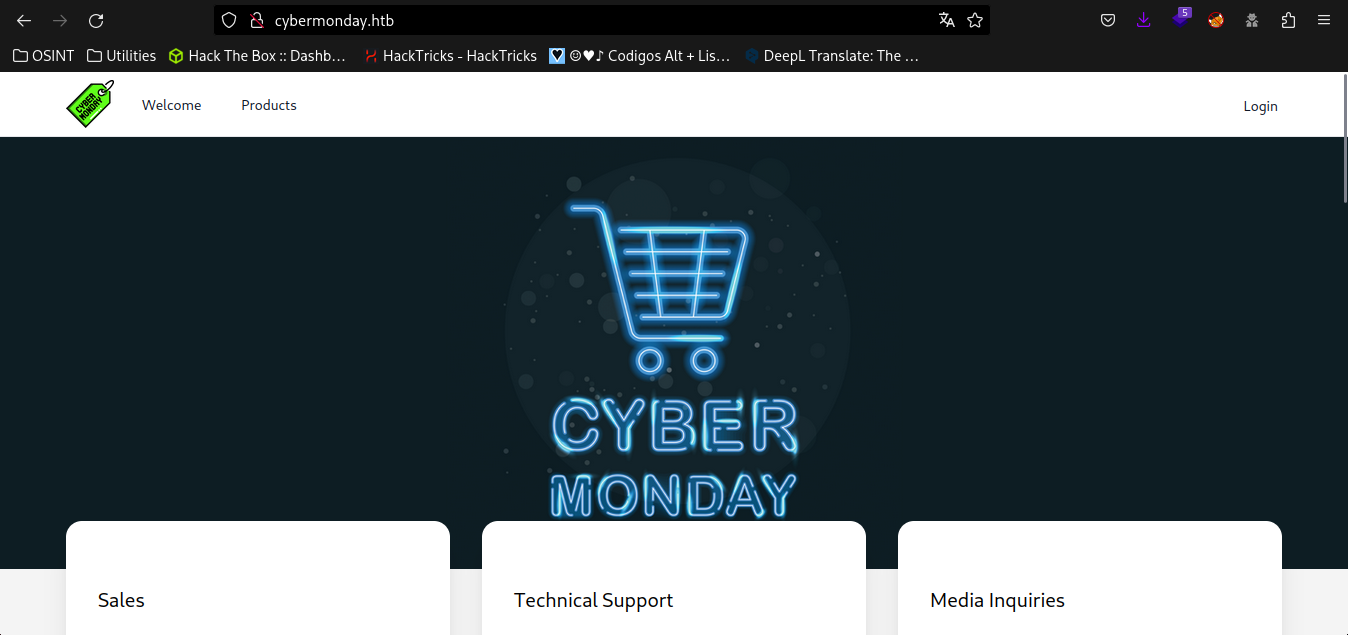 cybermonday.htb
5
OSINT Utilities Hack The Box :: Dashb… HackTricks - HackTricks ☺♥♪ Codigos Alt + Lis… DeepL Translate: The …
CYBER
MONDAY
Welcome Products Login
CYBER
MONDAY
Sales Technical Support Media Inquiries